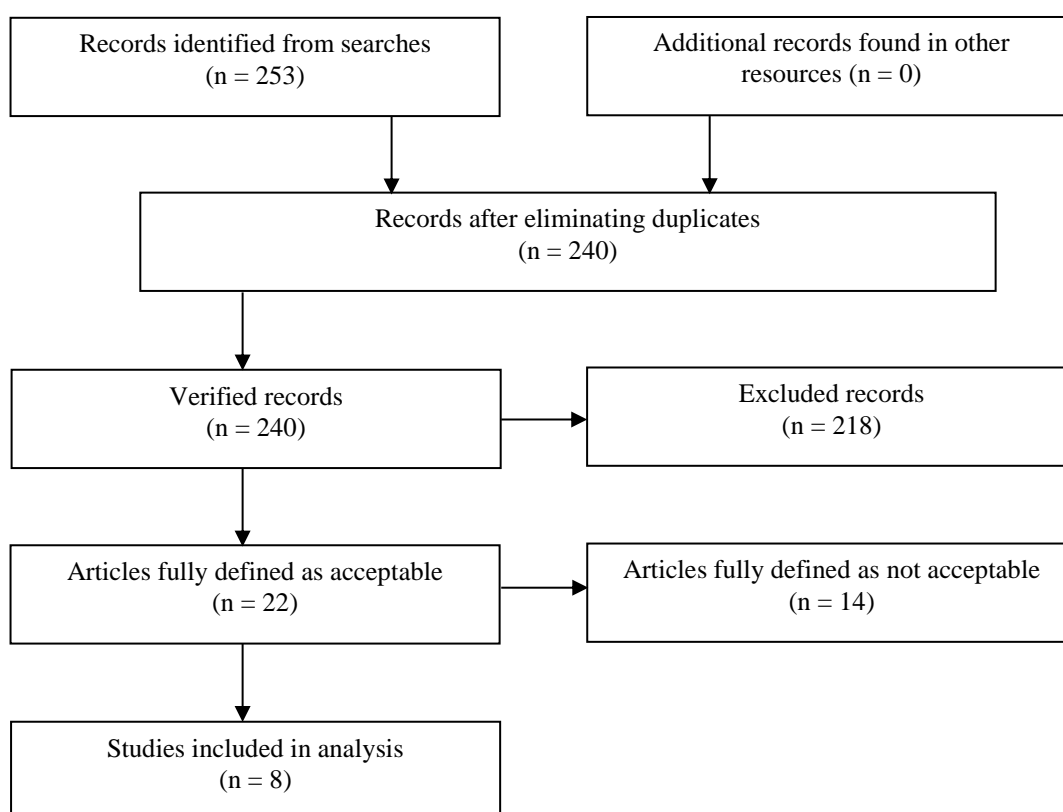 Records identified from searches
(n = 253)
Additional records found in other
resources (n = 0)
Records after eliminating duplicates
(n = 240)
Verified records
(n = 240)
Excluded records
(n = 218)
Articles fully defined as acceptable
(n = 22)
Articles fully defined as not acceptable
(n = 14)
Studies included in analysis
(n = 8)